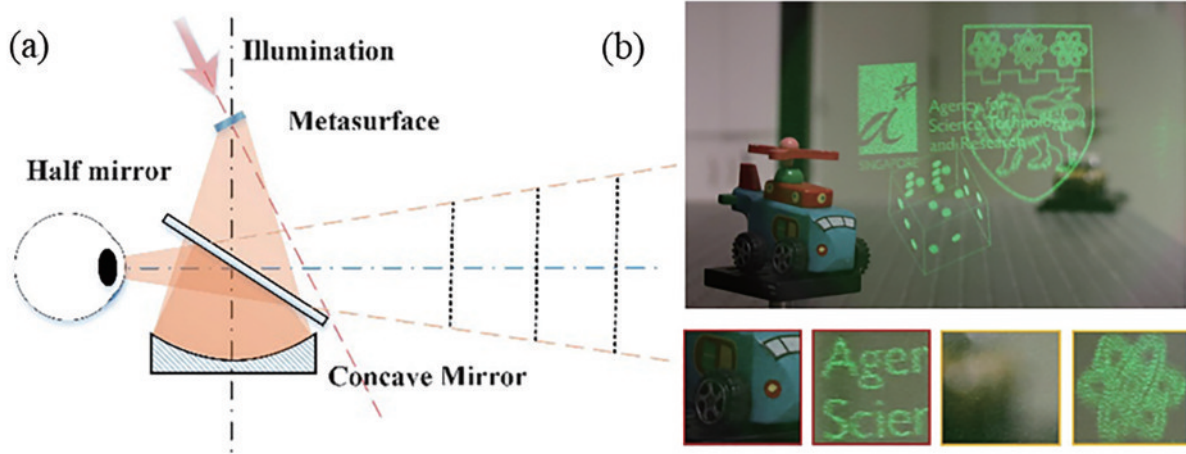 (a)
Illumination
Metasurface
Half mirror
Concave Mirror
(b)
a
Agency for
Science, Technology
and Research
SINGAPORE
Ager
Scier